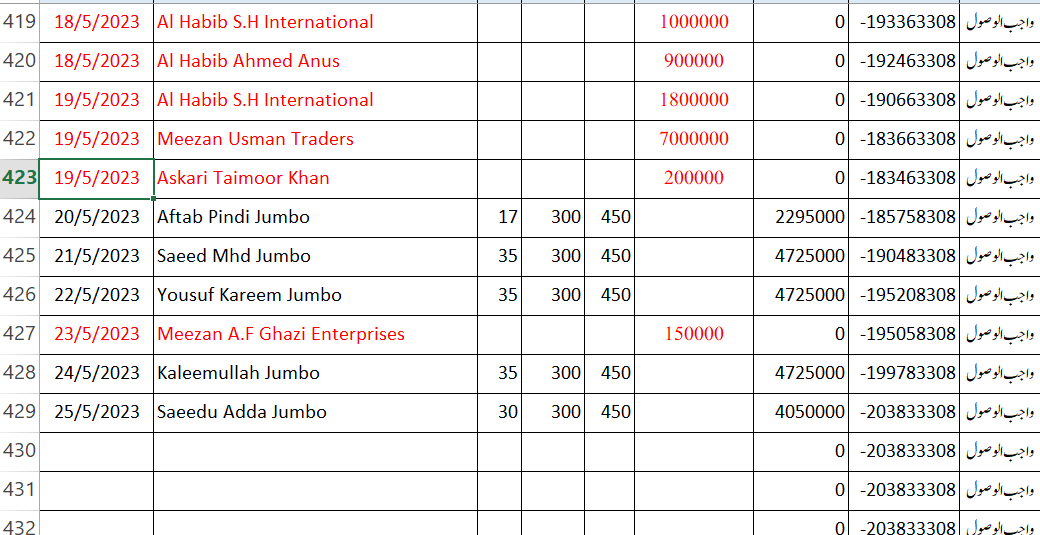 419 18/5/2023 Al Habib S.H International 1000000 0 -193363308 واجب الوصول
420 18/5/2023 Al Habib Ahmed Anus 900000 0 -192463308 واجب الوصول
421 19/5/2023 Al Habib S.H International 1800000 0 -190663308 واجب الوصول
422 19/5/2023 Meezan Usman Traders 7000000 0 -183663308 واجب الوصول
423 19/5/2023 Askari Taimoor Khan 200000 0 -183463308 واجب الوصول
424 20/5/2023 Aftab Pindi Jumbo 17 300 450 2295000 -185758308 واجب الوصول
425 21/5/2023 Saeed Mhd Jumbo 35 300 450 4725000 -190483308 واجب الوصول
426 22/5/2023 Yousuf Kareem Jumbo 35 300 450 4725000 -195208308 واجب الوصول
427 23/5/2023 Meezan A.F Ghazi Enterprises 150000 0 -195058308 واجب الوصول
428 24/5/2023 Kaleemullah Jumbo 35 300 450 4725000 -199783308 واجب الوصول
429 25/5/2023 Saeedu Adda Jumbo 30 300 450 4050000 -203833308 واجب الوصول
430 0 -203833308 واجب الوصول
431 0 -203833308 واجب الوصول
432 0 -203833308 واجب الوصول